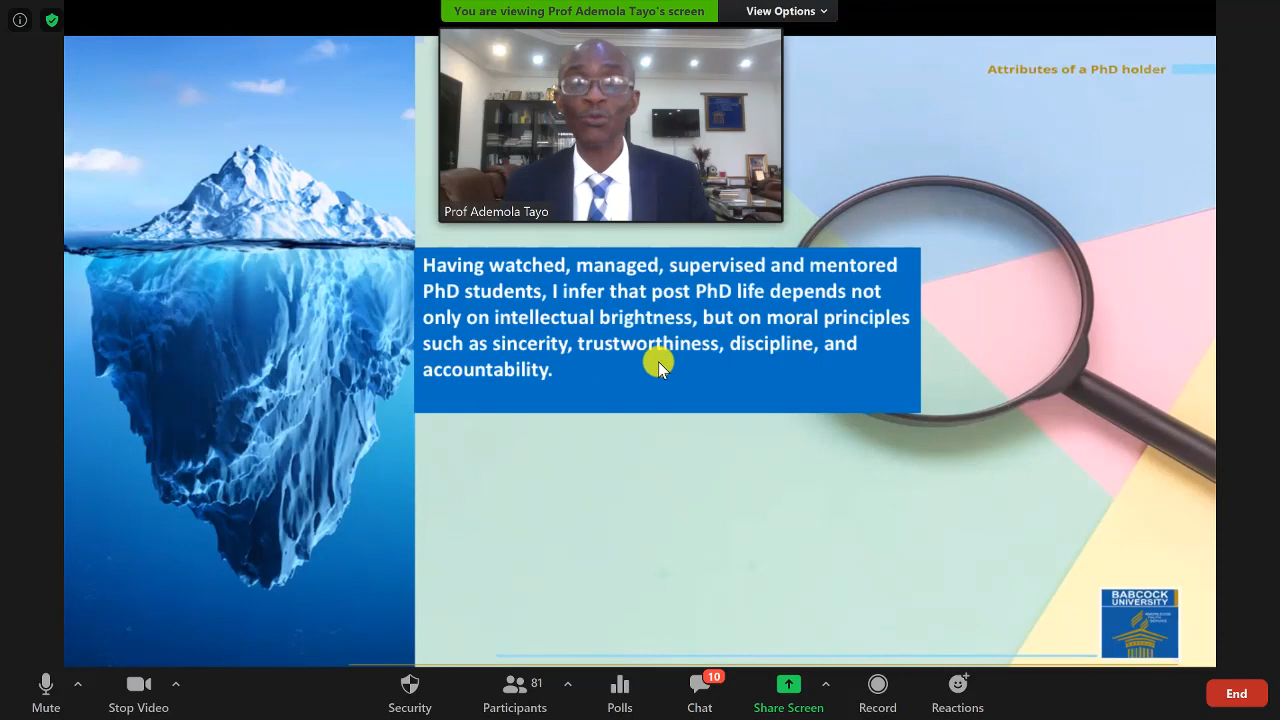 You are viewing Prof Ademola Tayo's screen
View Options
Attributes of a PhD holder
Prof Ademola Tayo
Having watched, managed, supervised and mentored
PhD students, I infer that post PhD life depends not
only on intellectual brightness, but on moral principles
such as sincerity, trustworthiness, discipline, and
accountability.
BABCOCK
UNIVERSITY
Mute
Stop Video
Security
81
Participants
Polls
10
Chat
Share Screen
Record
Reactions
End